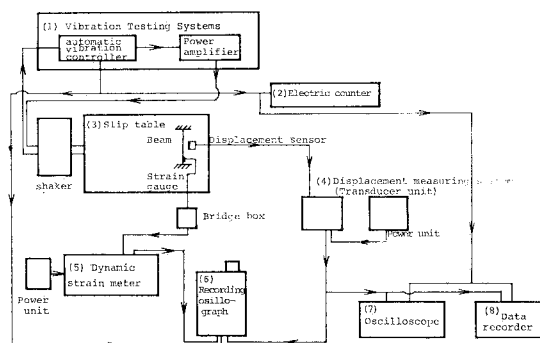 (1) Vibration Testing Systems
automatic
vibration
controller
Power
amplifier
(2)Electric counter
(3)Slip table
Beam
Displacement sensor
Strain
gauge
shaker
(4)Displacement measuring
(Transducer unit)
Bridge box
Power unit
(5) Dynamic
strain meter
Power
unit
(6)
Recording
osillo-
graph
(7)
Oscilloscope
(8) Data
recorder